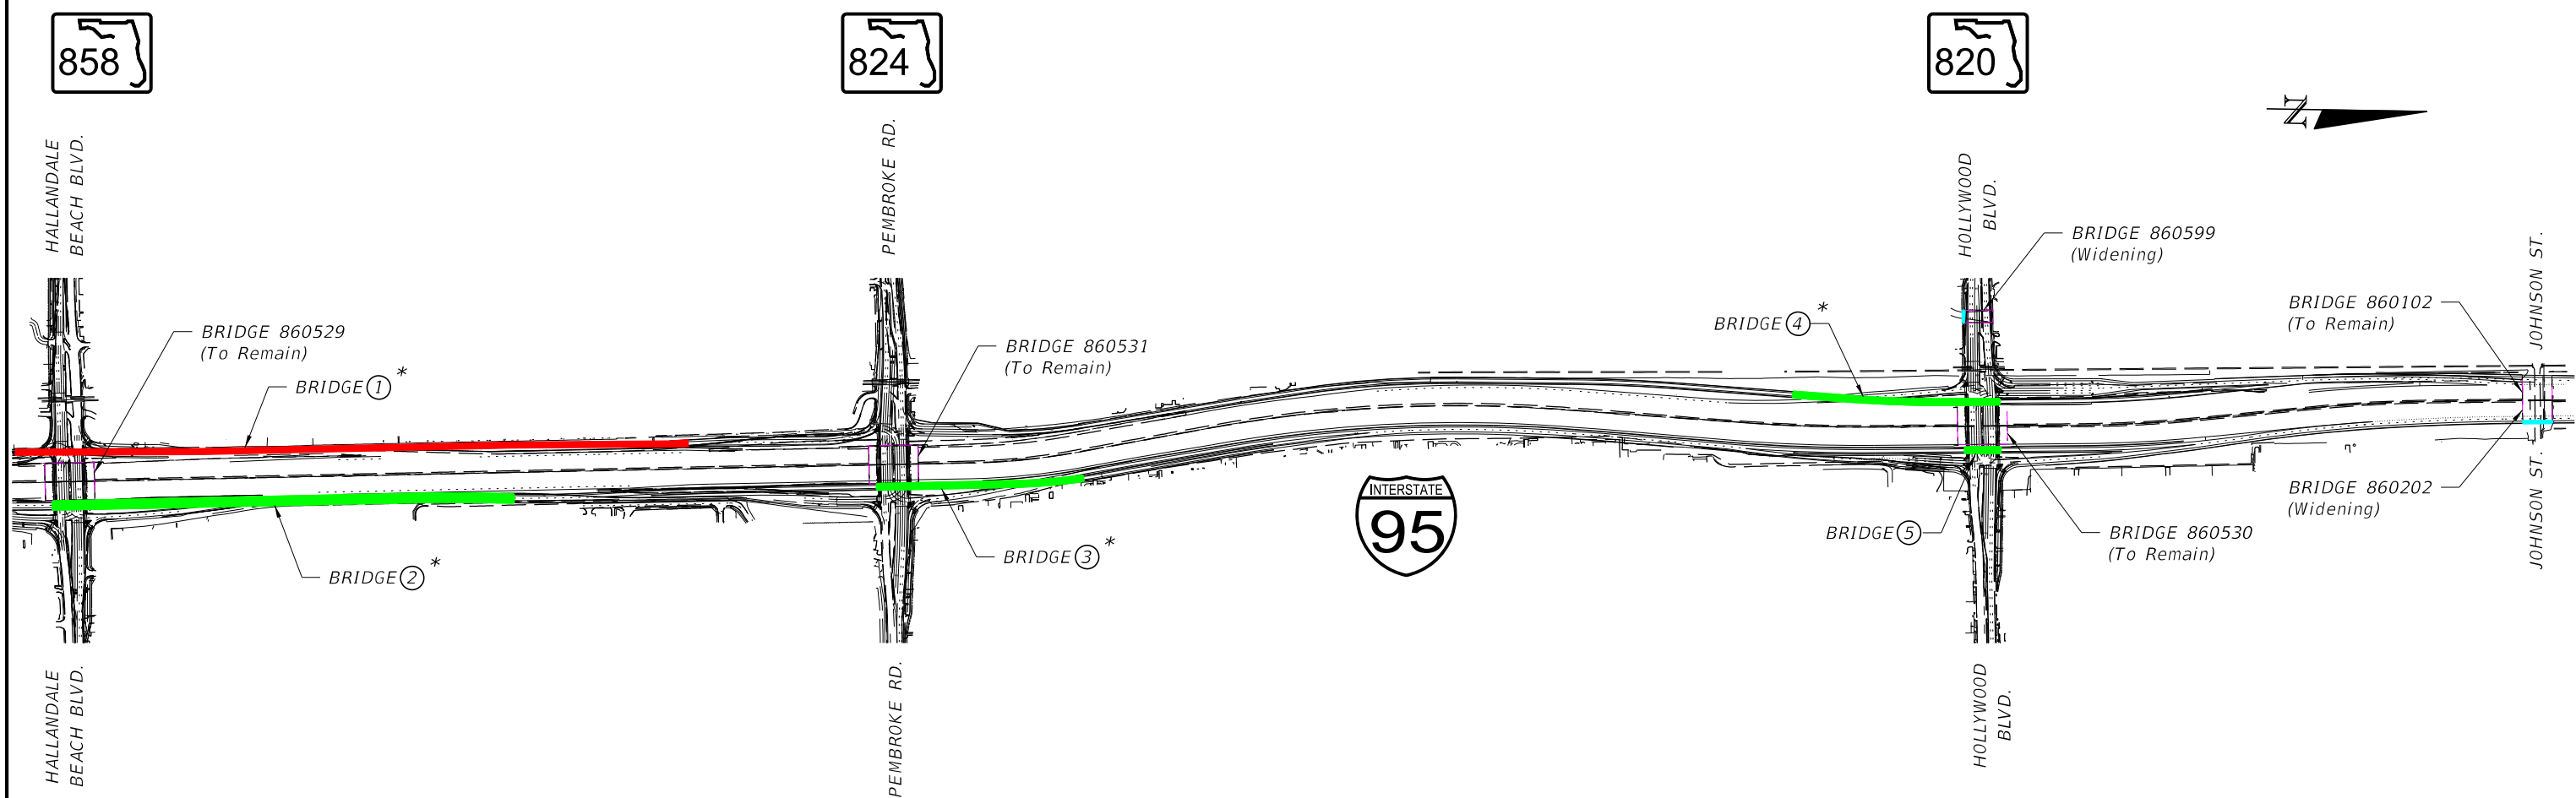 858
824
820
N
HALLANDALE
BEACH BLVD.
PEMBROKE RD.
HOLLYWOOD
BLVD.
BRIDGE 860599
(Widening)
JOHNSON ST.
BRIDGE 860529
(To Remain)
BRIDGE 1 *
BRIDGE 860531
(To Remain)
BRIDGE 4 *
BRIDGE 860102
(To Remain)
INTERSTATE
95
BRIDGE 2 *
BRIDGE 3 *
BRIDGE 5
BRIDGE 860530
(To Remain)
BRIDGE 860202
(Widening)
JOHNSON ST.
HALLANDALE
BEACH BLVD.
PEMBROKE RD.
HOLLYWOOD
BLVD.